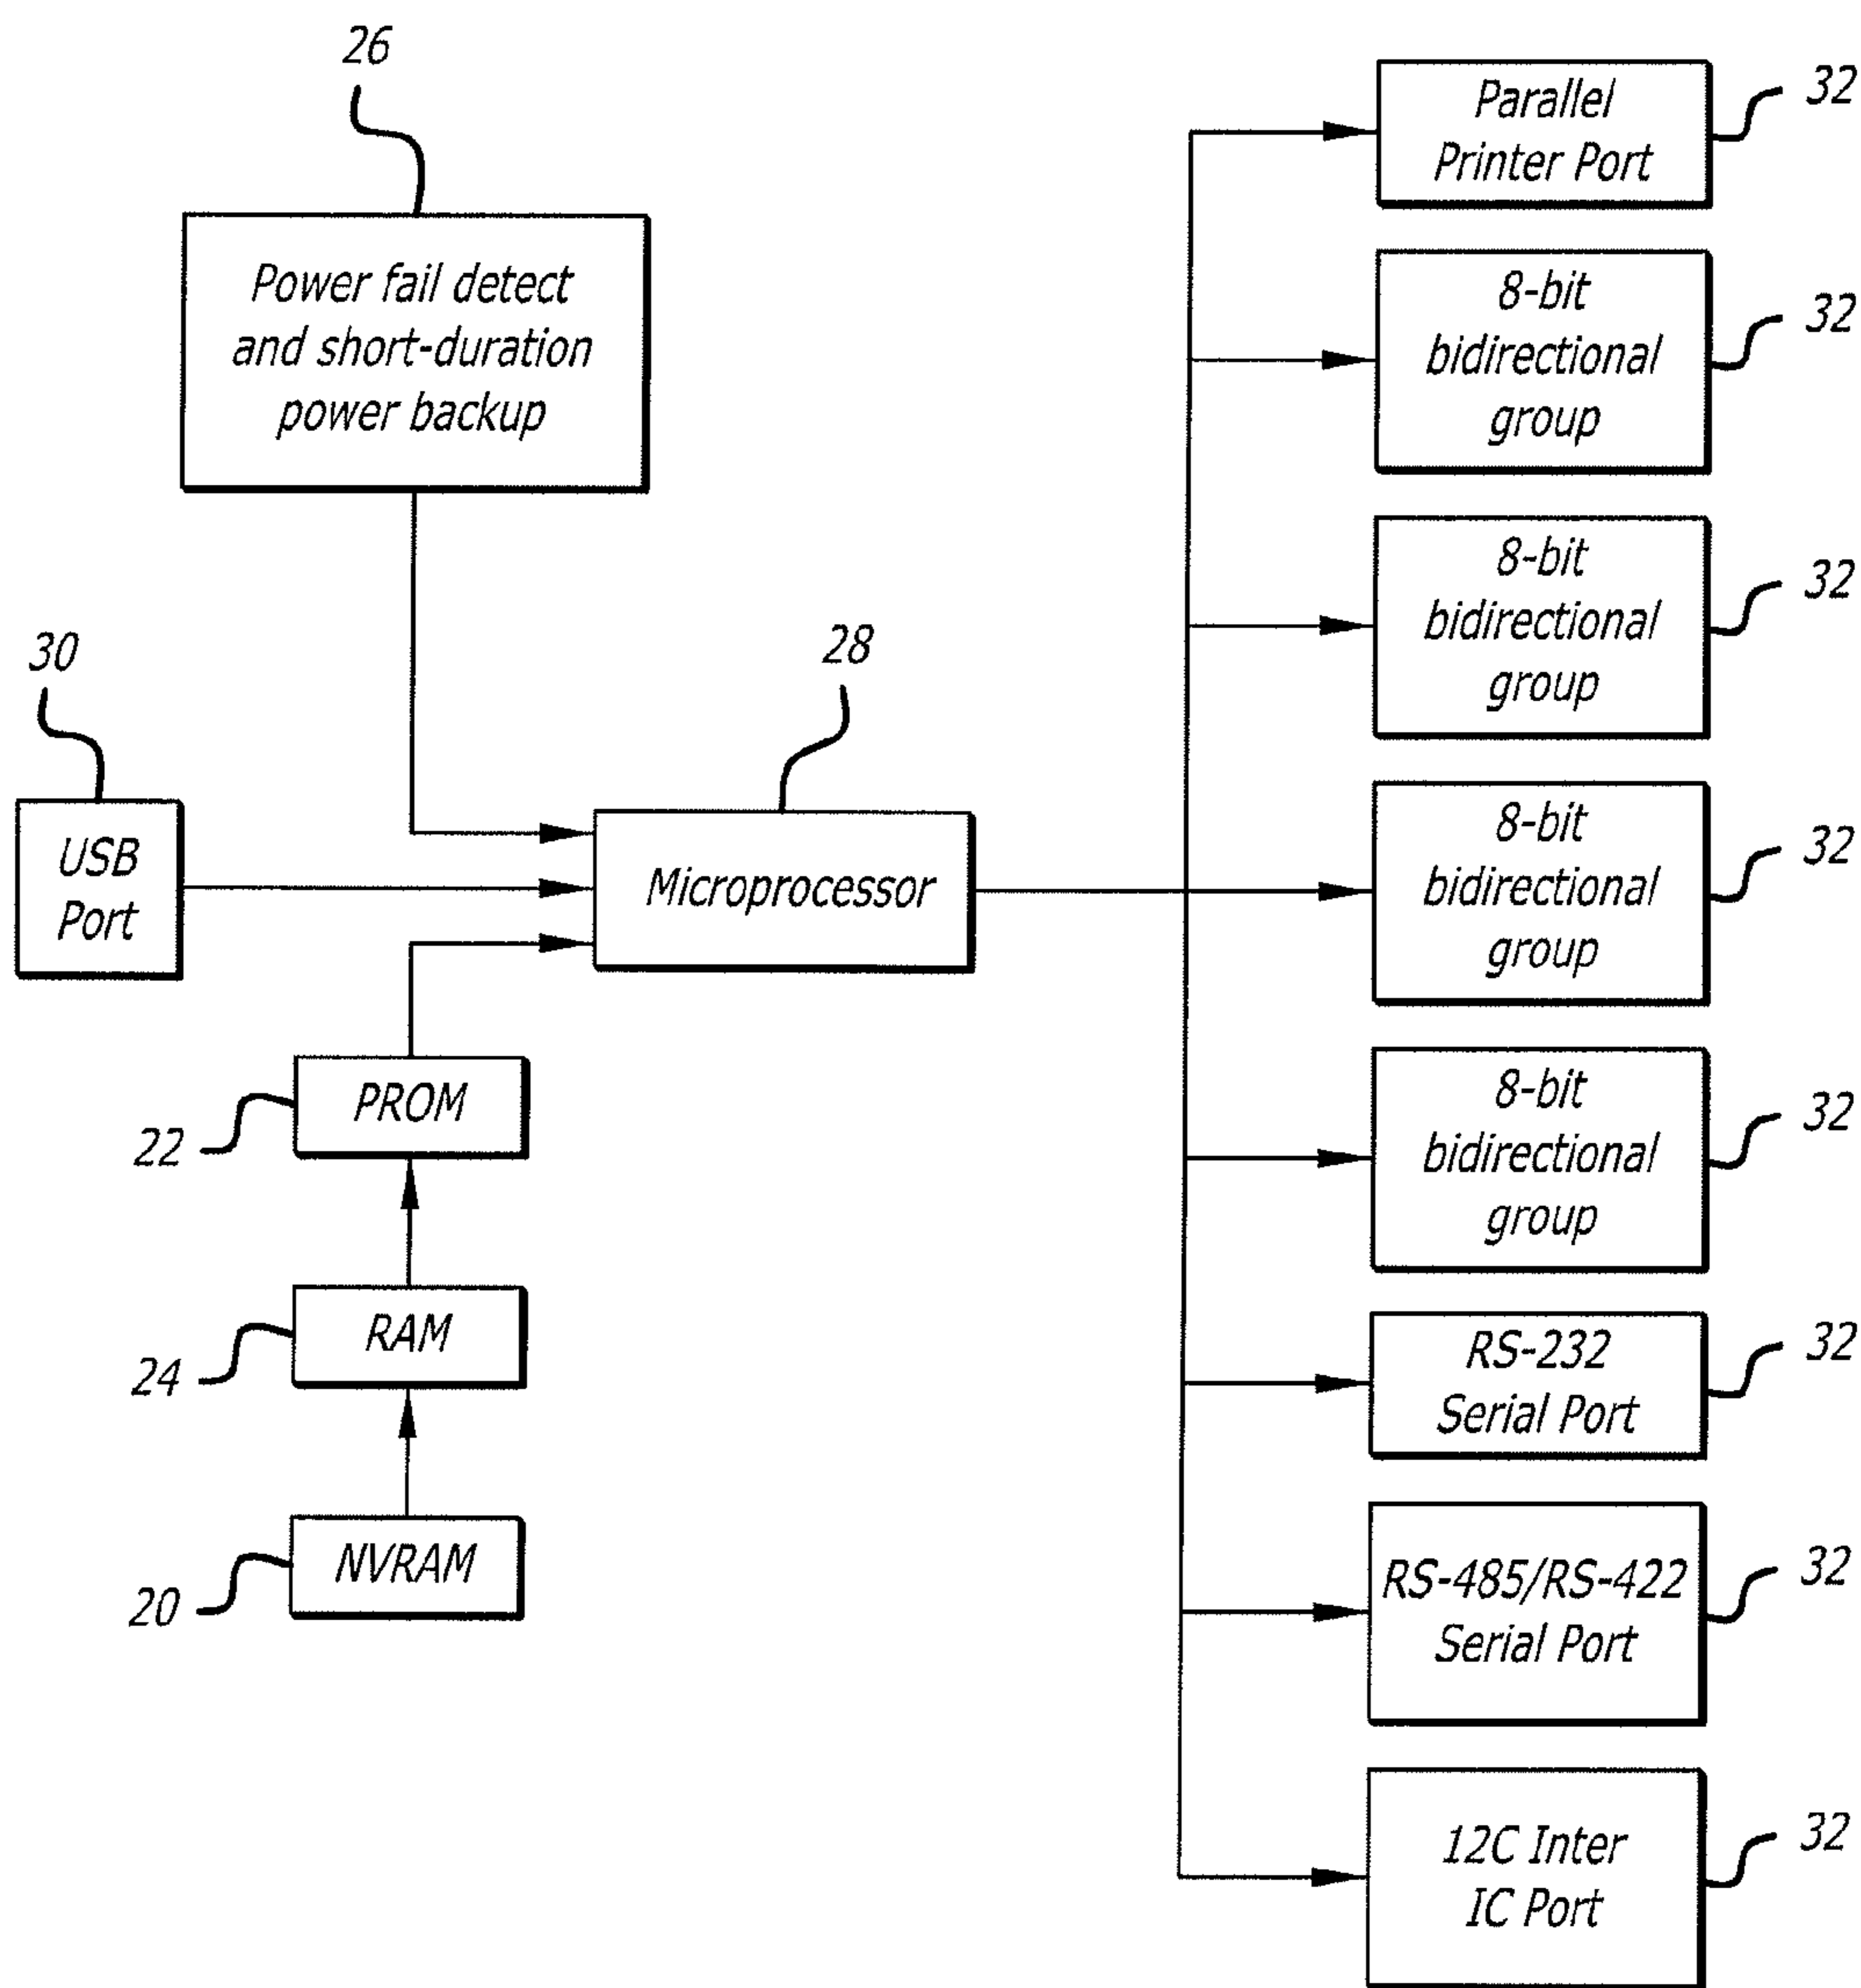 26
Power fail detect
and short-duration
power backup
30
USB
Port
28
Microprocessor
PROM
22
RAM
24
NVRAM
20
Parallel
Printer Port
32
8-bit
bidirectional
group
32
8-bit
bidirectional
group
32
8-bit
bidirectional
group
32
8-bit
bidirectional
group
32
RS-232
Serial Port
32
RS-485/RS-422
Serial Port
32
12C Inter
IC Port
32